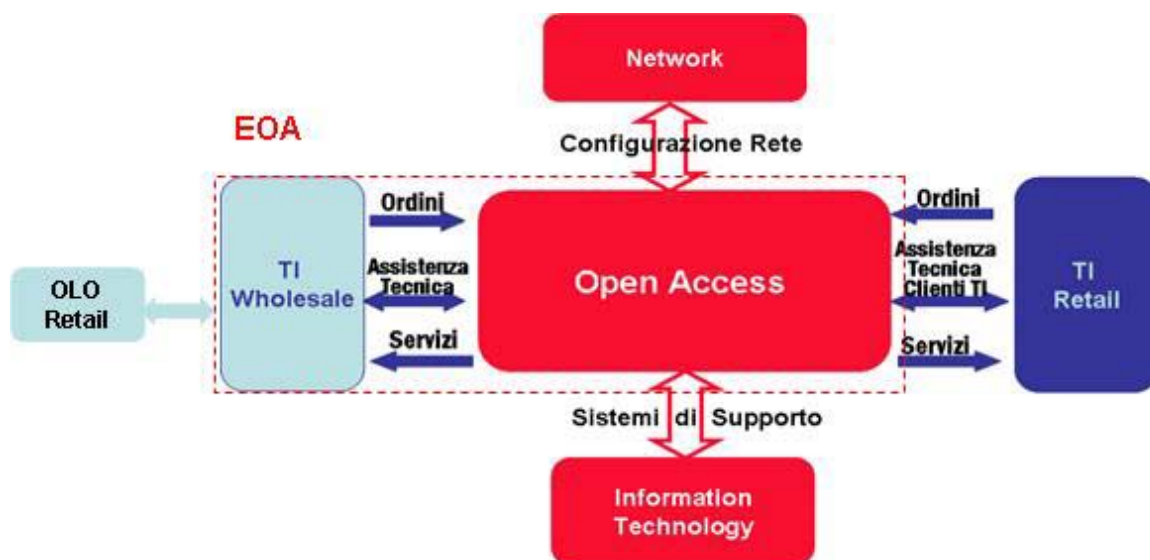 Network
EOA
Configurazione Rete
OLO
Retail
TI
Wholesale
Ordini
Assistenza
Tecnica
Servizi
Open Access
Ordini
Assistenza
Tecnica
Clienti TI
Servizi
TI
Retail
Sistemi di Supporto
Information
Technology